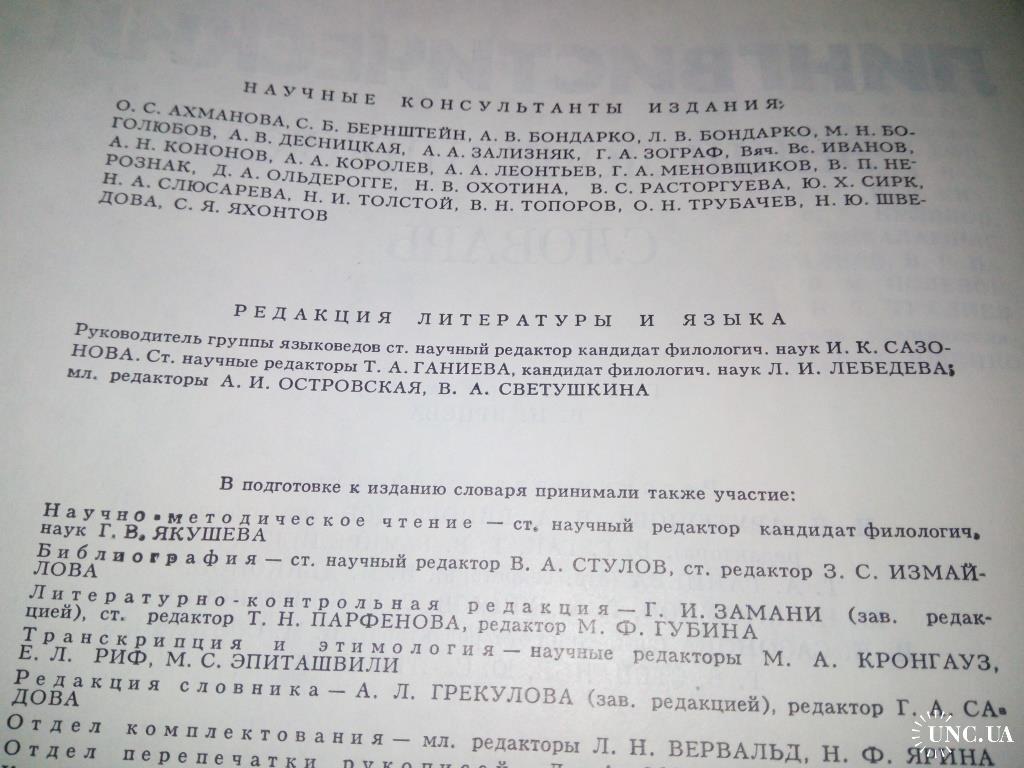 НАУЧНЫЕ КОНСУЛЬТАНТЫ ИЗДАНИЯ:
О. С. АХМАНОВА, С. Б. БЕРНШТЕЙН, А. В. БОНДАРКО, Л. В. БОНДАРКО, М. Н. БО-
ГОЛЮБОВ, А. В. ДЕСНИЦКАЯ, А. А. ЗАЛИЗНЯК, Г. А. ЗОГРАФ, Вяч. Вс. ИВАНОВ,
А. Н. КОНОНОВ, А. А. КОРОЛЕВ, А. А. ЛЕОНТЬЕВ, Г. А. МЕНОВЩИКОВ, В. П. НЕ-
РОЗНАК, Д. А. ОЛЬДЕРОГГЕ, Н. В. ОХОТИНА, В. С. РАСТОРГУЕВА, Ю. Х. СИРК,
Н. А. СЛЮСАРЕВА, Н. И. ТОЛСТОЙ, В. Н. ТОПОРОВ, О. Н. ТРУБАЧЕВ, Н. Ю. ШВЕ-
ДОВА, С. Я. ЯХОНТОВ
СЛОВАРЬ
РЕДАКЦИЯ ЛИТЕРАТУРЫ И ЯЗЫКА
Руководитель группы языковедов ст. научный редактор кандидат филологич. наук И. К. САЗО-
НОВА. Ст. научные редакторы Т. А. ГАНИЕВА, кандидат филологич. наук Л. И. ЛЕБЕДЕВА;
мл. редакторы А. И. ОСТРОВСКАЯ, В. А. СВЕТУШКИНА
В подготовке к изданию словаря принимали также участие:
Научно-методическое чтение — ст. научный редактор кандидат филологич.
наук Г. В. ЯКУШЕВА
Библиография — ст. научный редактор В. А. СТУЛОВ, ст. редактор З. С. ИЗМАЙ-
ЛОВА
Литературно-контрольная редакция — Г. И. ЗАМАНИ (зав. редак-
цией), ст. редактор Т. Н. ПАРФЕНОВА, редактор М. Ф. ГУБИНА
Транскрипция и этимология — научные редакторы М. А. КРОНГАУЗ,
Е. Л. РИФ, М. С. ЭПИТАШВИЛИ
Редакция словника — А. Л. ГРЕКУЛОВА (зав. редакцией), редактор Г. А. СА-
ДОВА
Отдел комплектования — мл. редакторы Л. Н. ВЕРВАЛЬД, Н. Ф. ЯРИНА
Отдел перепечатки рукописей
UNC.UA